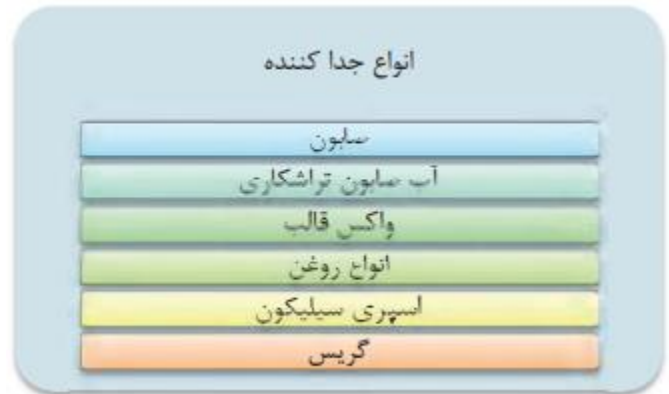 انواع جدا کننده
صابون
آب صابون تراشکاری
واکس قالب
انواع روغن
اسپری سیلیکون
گریس